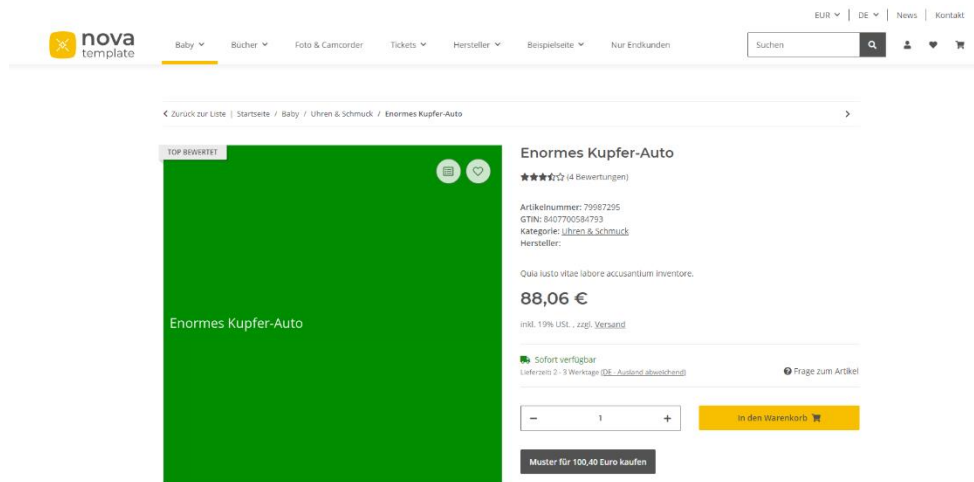 EUR DE News Kontakt
nova
template
Baby Bücher Foto & Camcorder Tickets Hersteller Beispielseite Nur Endkunden Suchen
Zurück zur Liste | Startseite / Baby / Uhren & Schmuck / Enormes Kupfer-Auto
TOP BEWERTET
Enormes Kupfer-Auto
(4 Bewertungen)
Artikelnummer: 79987295
GTIN: 8407700584793
Kategorie: Uhren & Schmuck
Hersteller:
Quia iusto vitae labore accusantium inventore.
88,06 €
inkl. 19% USt. , zzgl. Versand
Enormes Kupfer-Auto
Sofort verfügbar
Lieferzeit: 2 - 3 Werktage (DE - Ausland abweichend)
Frage zum Artikel
− 1 + In den Warenkorb
Muster für 100,40 Euro kaufen